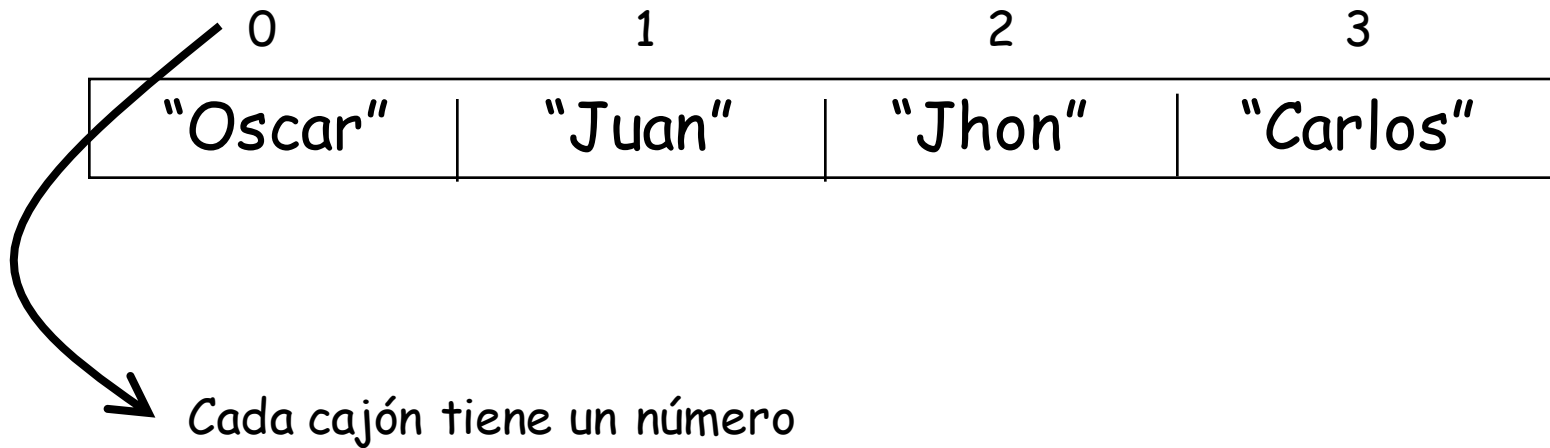 0 1 2 3
“Oscar” “Juan” “Jhon” “Carlos”
Cada cajón tiene un número